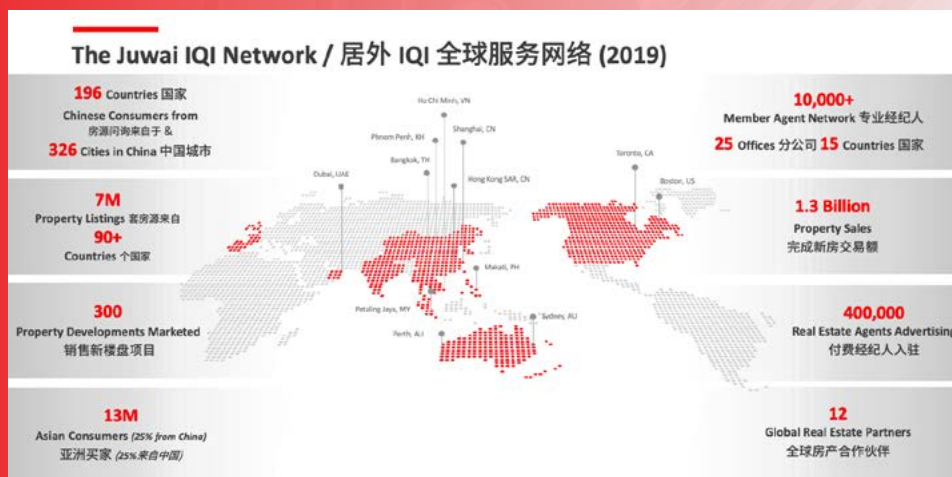 The Juwai IQI Network / 居外 IQI 全球服务网络 (2019)
196 Countries 国家
Chinese Consumers from
房源问询来自于 &
326 Cities in China 中国城市
7M
Property Listings 套房源来自
90+
Countries 个国家
300
Property Developments Marketed
销售新楼盘项目
13M
Asian Consumers (25% from China)
亚洲买家 (25%来自中国)
Ho Chi Minh, VN
Phnom Penh, KH
Shanghai, CN
Bangkok, TH
Dubai, UAE
Hong Kong SAR, CN
Toronto, CA
Boston, US
Makati, PH
Petaling Jaya, MY
Perth, AU
Sydney, AU
10,000+
Member Agent Network 专业经纪人
25 Offices 分公司 15 Countries 国家
1.3 Billion
Property Sales
完成新房交易额
400,000
Real Estate Agents Advertising
付费经纪人入驻
12
Global Real Estate Partners
全球房产合作伙伴